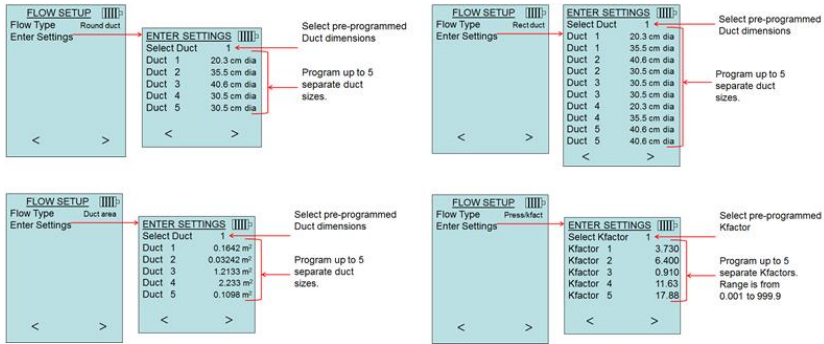 FLOW SETUP
Flow Type Round duct
Enter Settings
ENTER SETTINGS
Select Duct 1
Duct 1 20.3 cm dia
Duct 2 35.5 cm dia
Duct 3 40.6 cm dia
Duct 4 30.5 cm dia
Duct 5 30.5 cm dia
< >
< >
Select pre-programmed
Duct dimensions
Program up to 5
separate duct
sizes.
FLOW SETUP
Flow Type Rect duct
Enter Settings
ENTER SETTINGS
Select Duct 1
Duct 1 20.3 cm dia
Duct 1 35.5 cm dia
Duct 2 40.6 cm dia
Duct 2 30.5 cm dia
Duct 3 30.5 cm dia
Duct 3 30.5 cm dia
Duct 4 20.3 cm dia
Duct 4 35.5 cm dia
Duct 5 40.6 cm dia
Duct 5 40.6 cm dia
< >
< >
Select pre-programmed
Duct dimensions
Program up to 5
separate duct
sizes.
FLOW SETUP
Flow Type Duct area
Enter Settings
ENTER SETTINGS
Select Duct 1
Duct 1 0.1642 m²
Duct 2 0.03242 m²
Duct 3 1.2133 m²
Duct 4 2.233 m²
Duct 5 0.1098 m²
< >
< >
Select pre-programmed
Duct dimensions
Program up to 5
separate duct
sizes.
FLOW SETUP
Flow Type Press/kfact
Enter Settings
ENTER SETTINGS
Select Kfactor 1
Kfactor 1 3.730
Kfactor 2 6.400
Kfactor 3 0.910
Kfactor 4 11.63
Kfactor 5 17.88
< >
< >
Select pre-programmed
Kfactor
Program up to 5
separate Kfactors.
Range is from
0.001 to 999.9